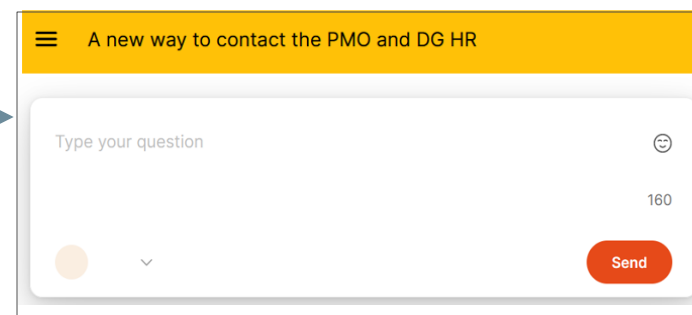 A new way to contact the PMO and DG HR
Type your question
160
Send